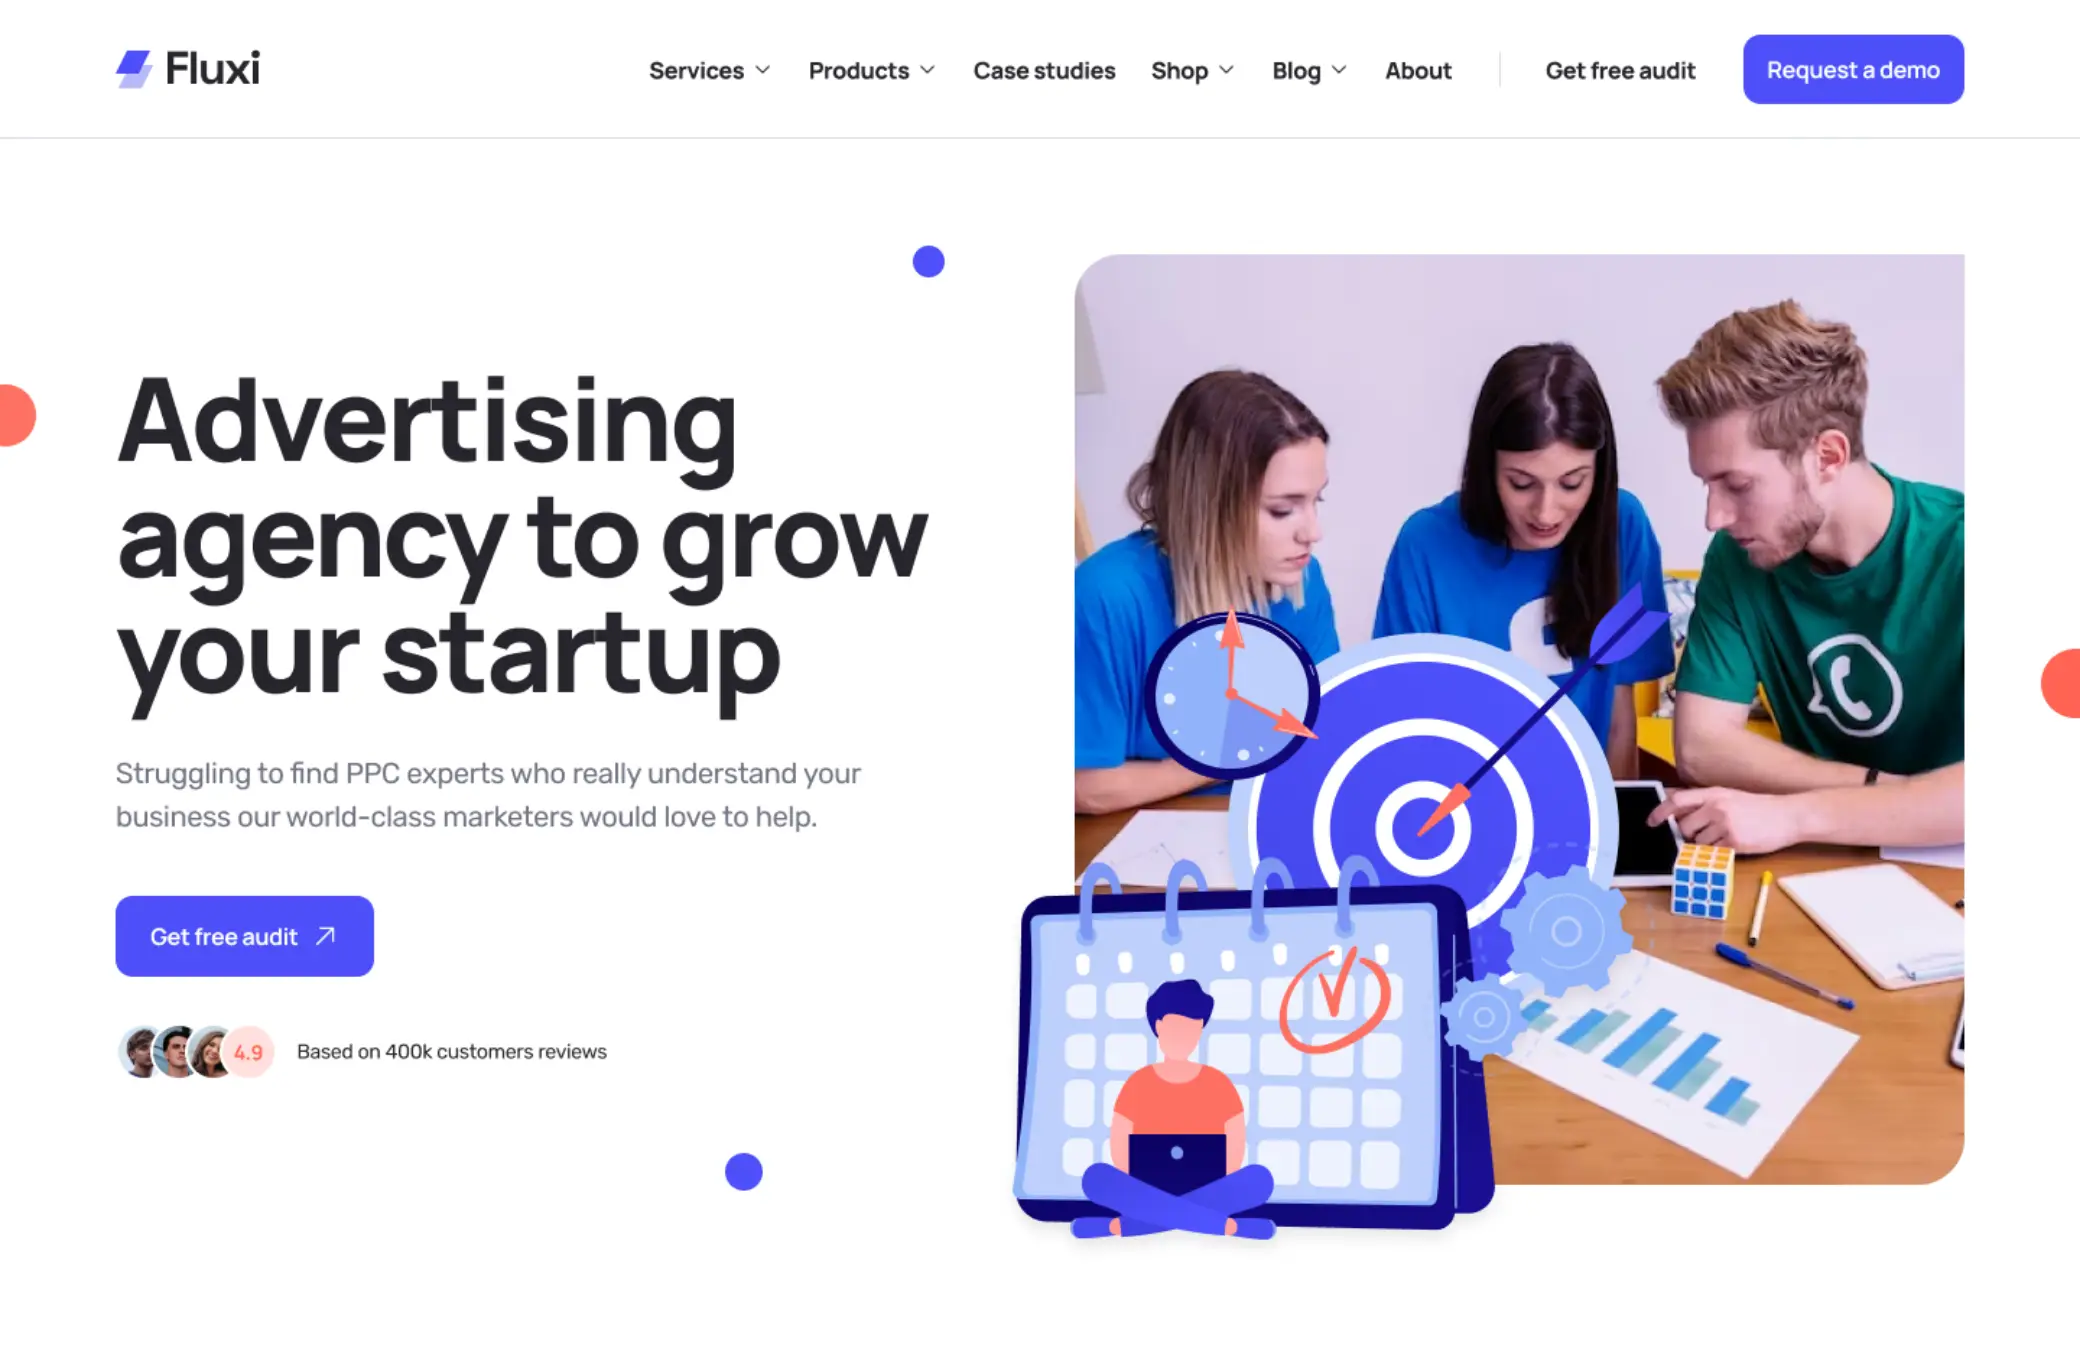 Fluxi
Services
Products
Case studies
Shop
Blog
About
Get free audit
Request a demo
Advertising
agency to grow
your startup
Struggling to find PPC experts who really understand your
business our world-class marketers would love to help.
Get free audit
4.9
Based on 400k customers reviews